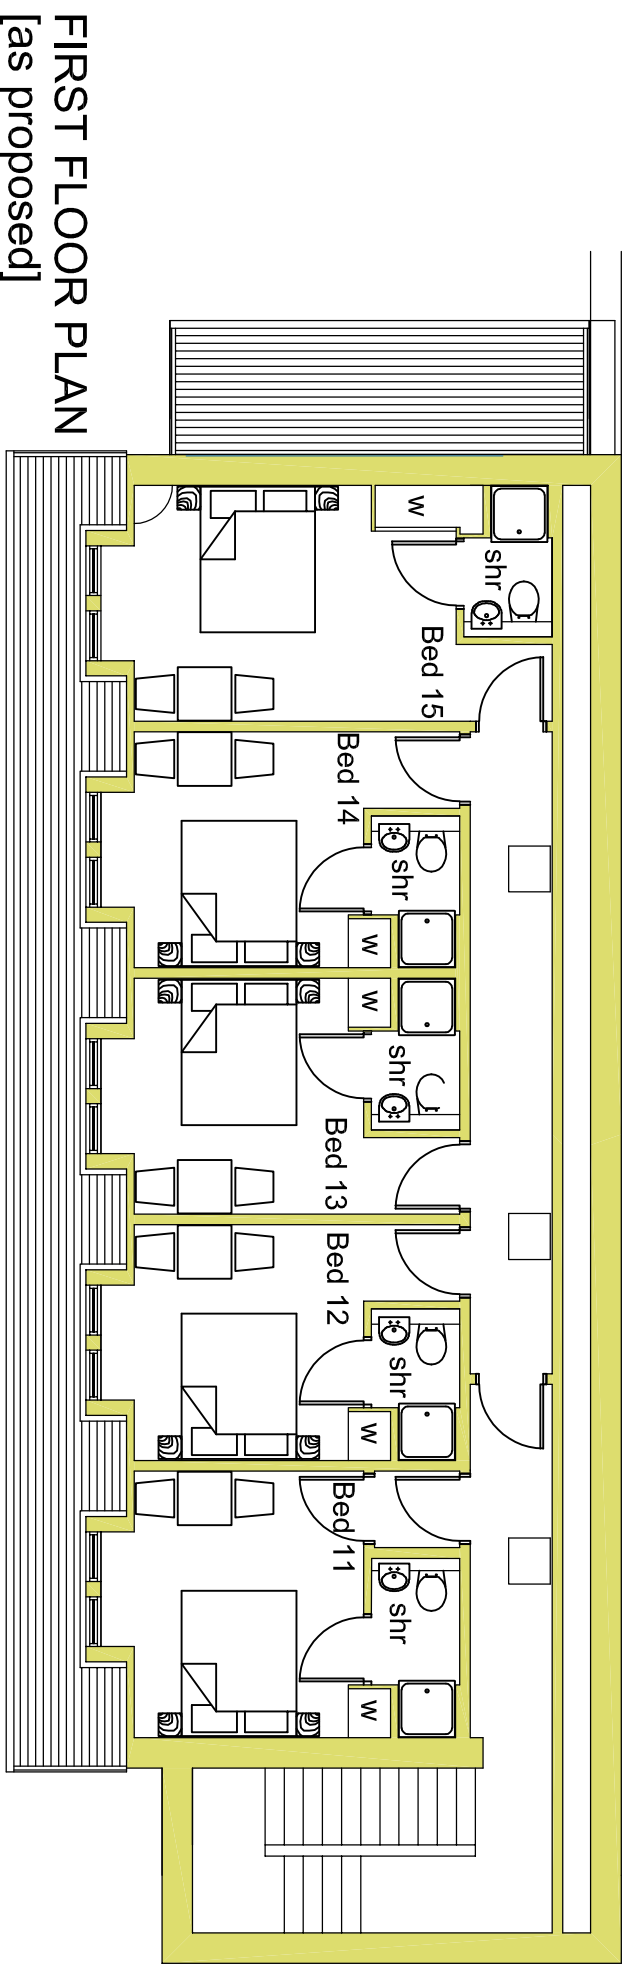 FIRST FLOOR PLAN
[as proposed]
W
shr
Bed 15
Bed 14
shr
W
W
shr
Bed 13
Bed 12
shr
W
Bed 11
shr
W